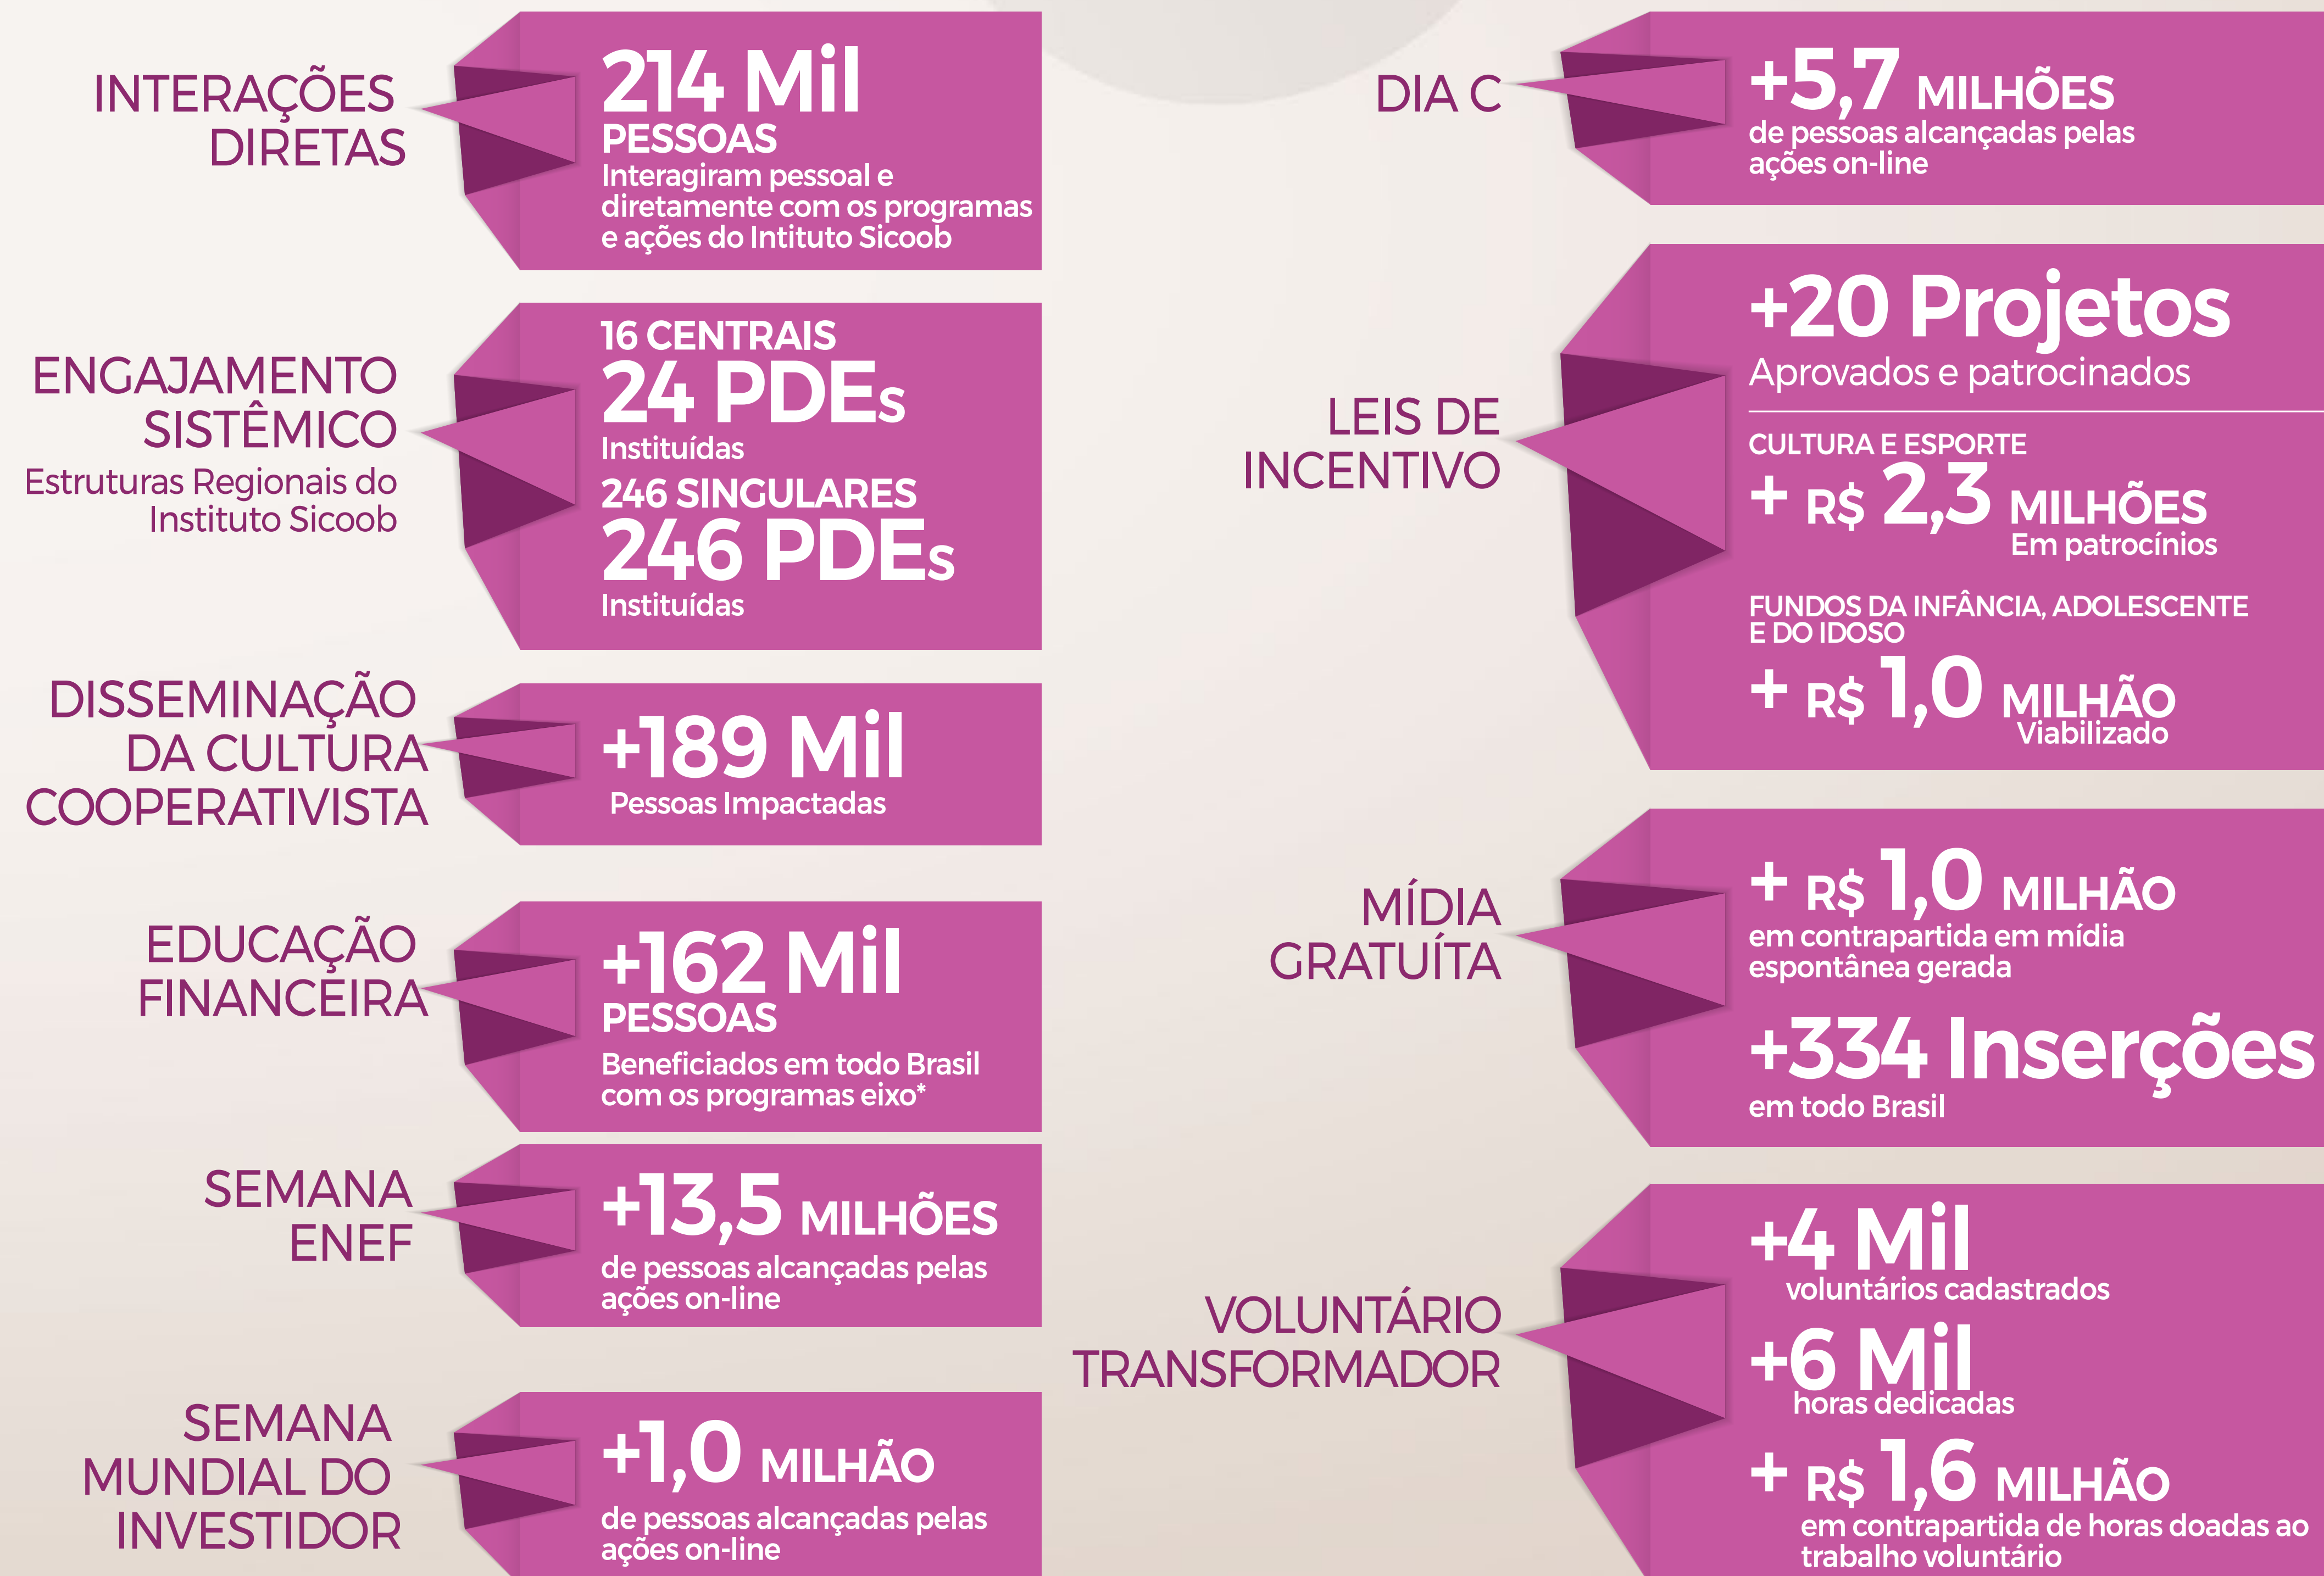 INTERAÇÕES
DIRETAS
214 Mil
PESSOAS
Interagiram pessoal e
diretamente com os programas
e ações do Intituto Sicoob
ENGAJAMENTO
SISTÊMICO
Estruturas Regionais do
Instituto Sicoob
16 CENTRAIS
24 PDEs
Instituídas
246 SINGULARES
246 PDEs
Instituídas
DISSEMINAÇÃO
DA CULTURA
COOPERATIVISTA
+189 Mil
Pessoas Impactadas
EDUCAÇÃO
FINANCEIRA
+162 Mil
PESSOAS
Beneficiados em todo Brasil
com os programas eixo*
SEMANA
ENEF
+13,5 MILHÕES
de pessoas alcançadas pelas
ações on-line
SEMANA
MUNDIAL DO
INVESTIDOR
+1,0 MILHÃO
de pessoas alcançadas pelas
ações on-line
DIA C
+5,7 MILHÕES
de pessoas alcançadas pelas
ações on-line
LEIS DE
INCENTIVO
+20 Projetos
Aprovados e patrocinados
CULTURA E ESPORTE
+ R$ 2,3 MILHÕES
Em patrocínios
FUNDOS DA INFÂNCIA, ADOLESCENTE
E DO IDOSO
+ R$ 1,0 MILHÃO
Viabilizado
MÍDIA
GRATUÍTA
+ R$ 1,0 MILHÃO
em contrapartida em mídia
espontânea gerada
+334 Inserções
em todo Brasil
VOLUNTÁRIO
TRANSFORMADOR
+4 Mil
voluntários cadastrados
+6 Mil
horas dedicadas
+ R$ 1,6 MILHÃO
em contrapartida de horas doadas ao
trabalho voluntário